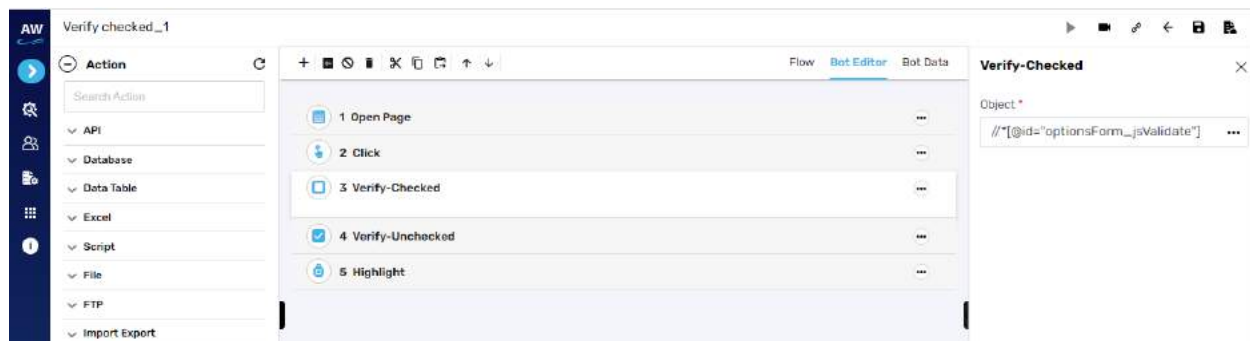 AW
Verify checked_1
Action
Search Action
API
Database
Data Table
Excel
Script
File
FTP
Import Export
Flow Bot Editor Bot Data
1 Open Page
2 Click
3 Verify-Checked
4 Verify-Unchecked
5 Highlight
Verify-Checked
Object *
//*[@id="optionsForm_jsValidate"]